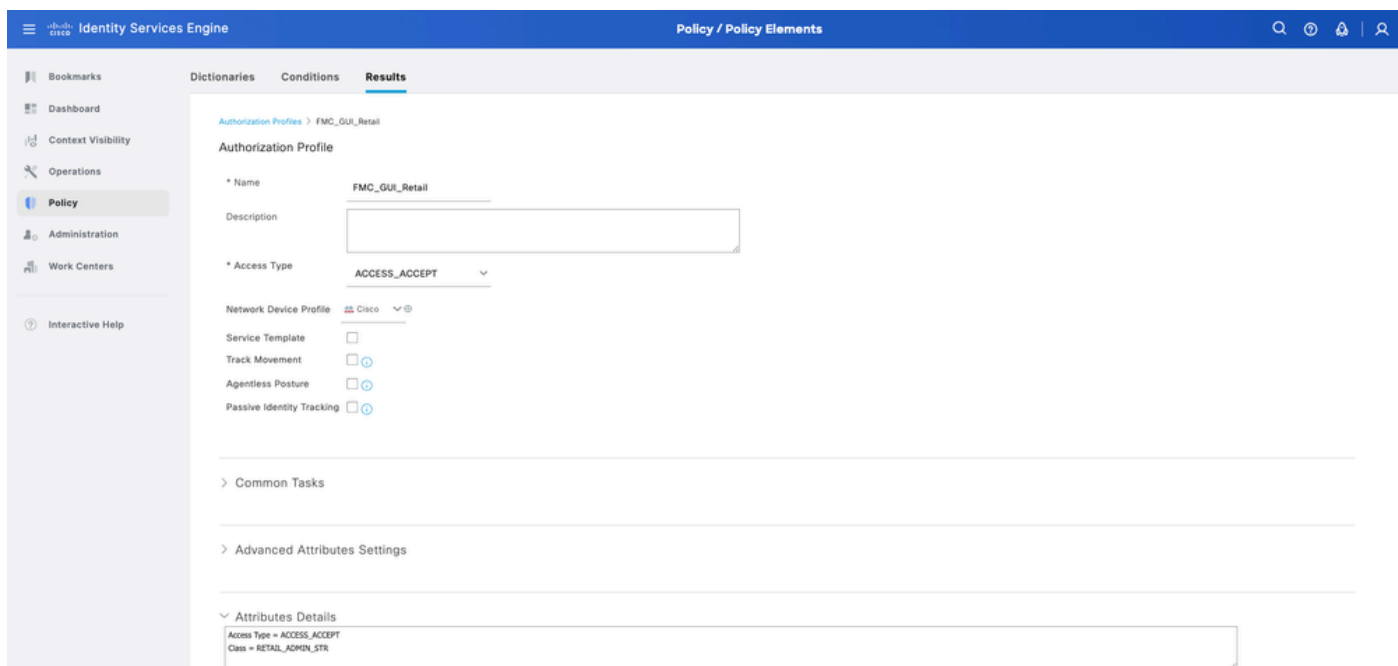 cisco Identity Services Engine
Policy / Policy Elements
Bookmarks
Dashboard
Context Visibility
Operations
Policy
Administration
Work Centers
Interactive Help
Dictionaries Conditions Results
Authorization Profiles > FMC_GUI_Retail
Authorization Profile
* Name FMC_GUI_Retail
Description
* Access Type ACCESS_ACCEPT
Network Device Profile Cisco
Service Template
Track Movement
Agentless Posture
Passive Identity Tracking
> Common Tasks
> Advanced Attributes Settings
Attributes Details
Access Type = ACCESS_ACCEPT
Class = RETAIL_ADMIN_STR